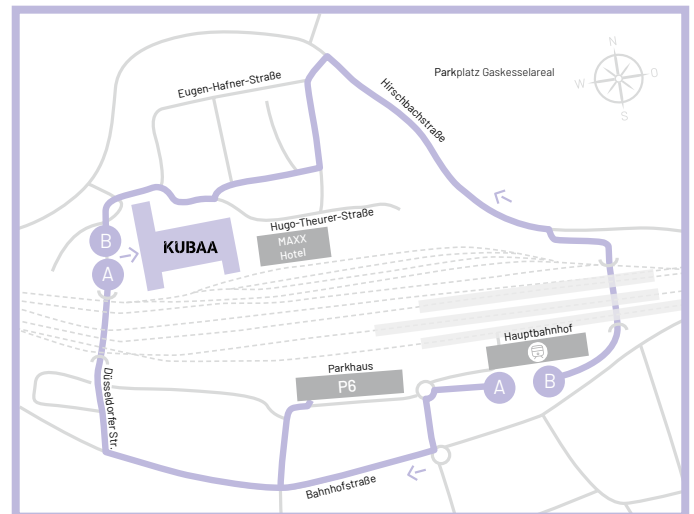 N
W
O
S
Parkplatz Gaskesselareal
Eugen-Hafner-Straße
Hirschbachstraße
Hugo-Theurer-Straße
B
A
KUBAA
MAXX
Hotel
Hauptbahnhof
Parkhaus
P6
A
B
Düsseldorfer Str.
Bahnhofstraße